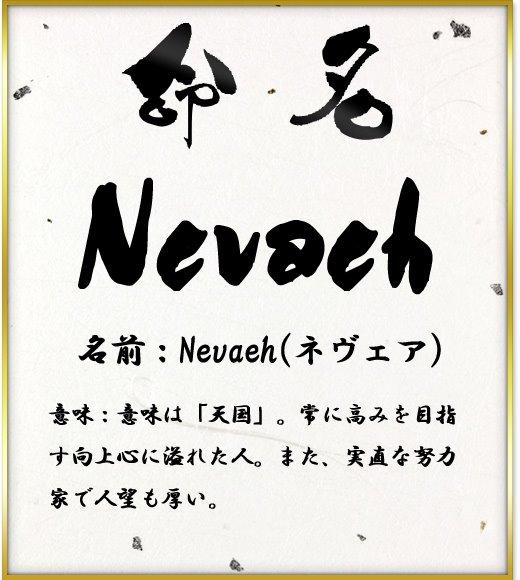 命名
Nevaeh
名前：Nevaeh(ネヴェア)
意味：意味は「天国」。常に高みを目指
す向上心に溢れた人。また、実直な努力
家で人望も厚い。